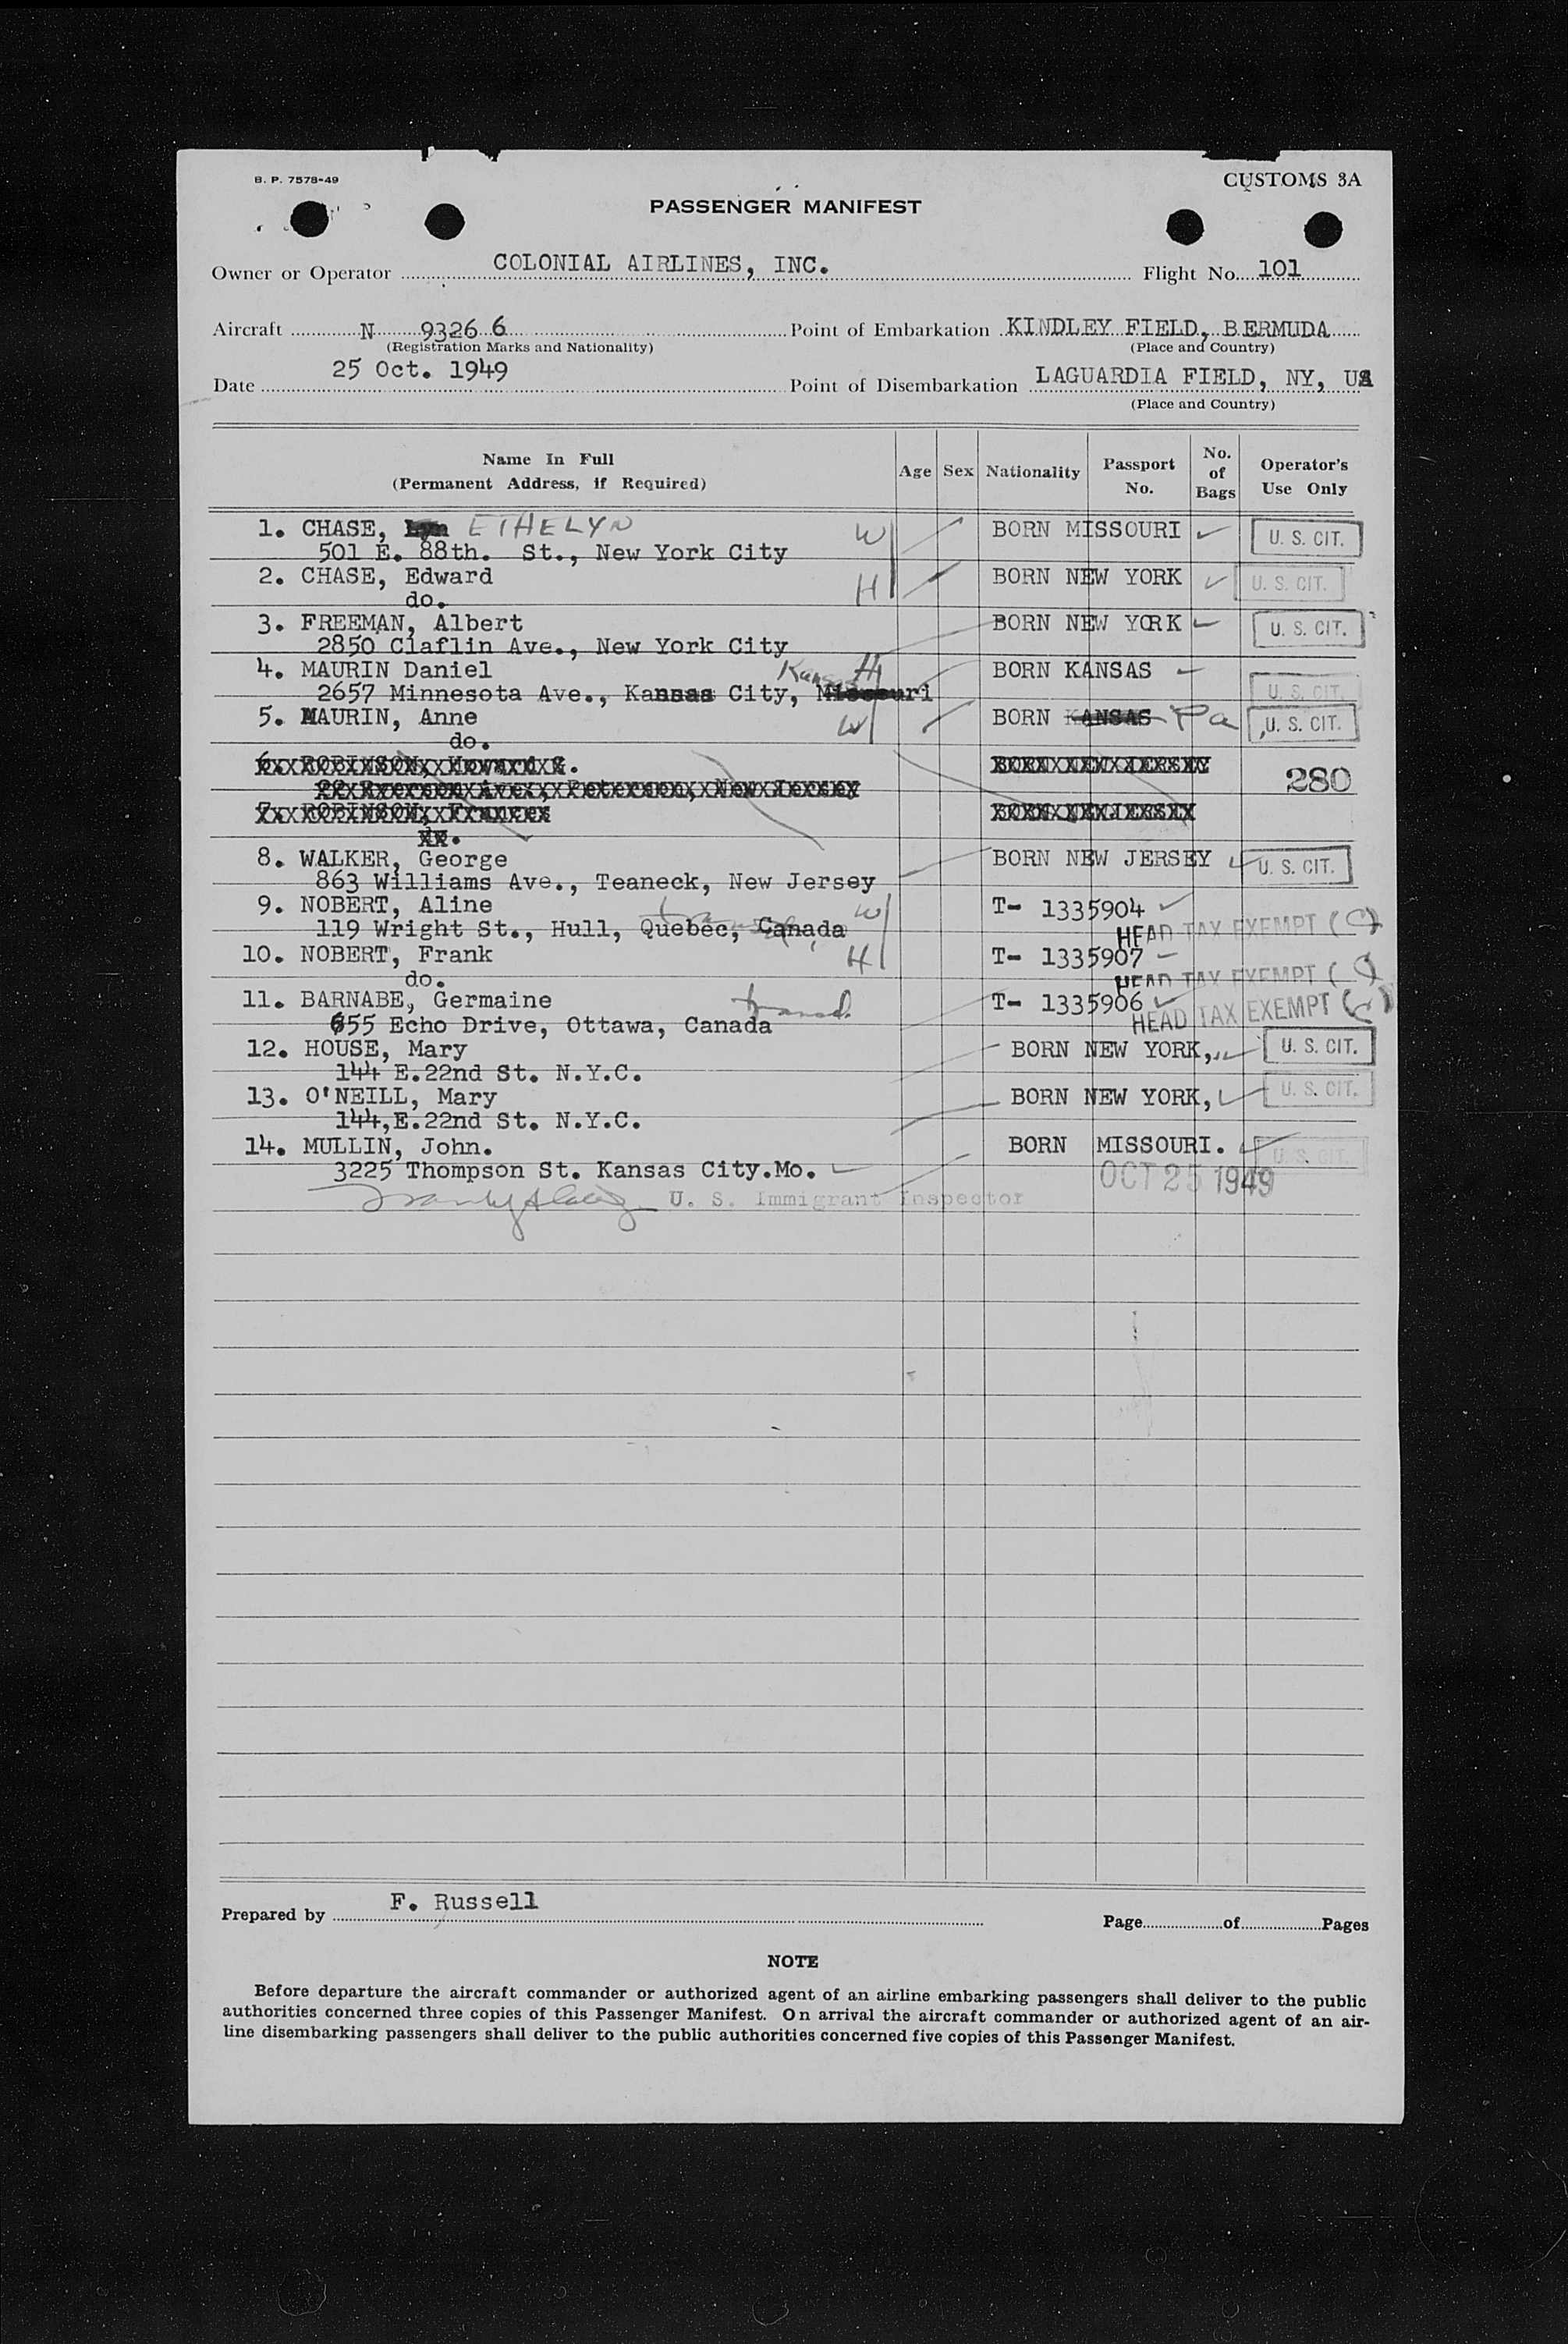 B. P. 7578-49
CUSTOMS 3A
PASSENGER MANIFEST
Owner or Operator COLONIAL AIRLINES, INC. Flight No. 101
Aircraft N 9326 6 Point of Embarkation KINDLEY FIELD, BERMUDA
(Registration Marks and Nationality) (Place and Country)
Date 25 Oct. 1949 Point of Disembarkation LAGUARDIA FIELD, NY, USA
(Place and Country)
Name In Full (Permanent Address, if Required) Age Sex Nationality Passport No. No. of Bags Operator's Use Only
1. CHASE, Lyn ETHELYN W BORN MISSOURI U. S. CIT.
501 E. 88th. St., New York City
2. CHASE, Edward H BORN NEW YORK U. S. CIT.
do.
3. FREEMAN, Albert BORN NEW YORK U. S. CIT.
2850 Claflin Ave., New York City
4. MAURIN Daniel Kansas H BORN KANSAS U. S. CIT.
2657 Minnesota Ave., Kansas City, Missouri
5. MAURIN, Anne W BORN KANSAS Pa U. S. CIT.
do.
6. ROBINSON, Howard
280
7. ROBINSON, Frances
8. WALKER, George BORN NEW JERSEY U. S. CIT.
863 Williams Ave., Teaneck, New Jersey
9. NOBERT, Aline W T- 1335904
119 Wright St., Hull, Quebec, Canada HEAD TAX EXEMPT (C)
10. NOBERT, Frank H T- 1335907
do. HEAD TAX EXEMPT (C)
11. BARNABE, Germaine transl. T- 1335906
655 Echo Drive, Ottawa, Canada HEAD TAX EXEMPT (C)
12. HOUSE, Mary BORN NEW YORK, U. S. CIT.
144 E.22nd St. N.Y.C.
13. O'NEILL, Mary BORN NEW YORK, U. S. CIT.
144,E.22nd St. N.Y.C.
14. MULLIN, John. BORN MISSOURI. U. S. CIT.
3225 Thompson St. Kansas City.Mo. OCT 25 1949
U. S. Immigrant Inspector
Prepared by F. Russell Page of Pages
NOTE
Before departure the aircraft commander or authorized agent of an airline embarking passengers shall deliver to the public
authorities concerned three copies of this Passenger Manifest. On arrival the aircraft commander or authorized agent of an air-
line disembarking passengers shall deliver to the public authorities concerned five copies of this Passenger Manifest.